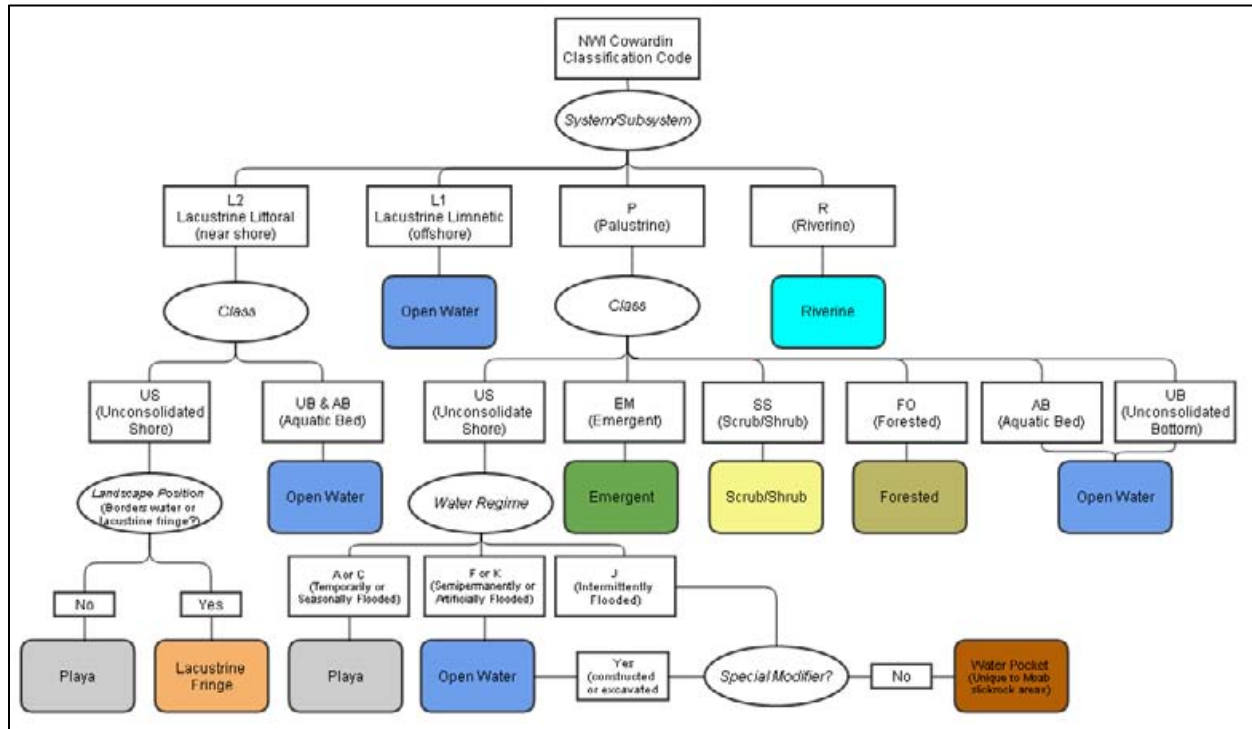 NWI Cowardin
Classification Code
System/Subsystem
L2
Lacustrine Littoral
(near shore)
L1
Lacustrine Limnetic
(offshore)
P
(Palustrine)
R
(Riverine)
Class
Open Water
Class
Riverine
US
(Unconsolidated
Shore)
UB & AB
(Aquatic Bed)
US
(Unconsolidate
Shore)
EM
(Emergent)
SS
(Scrub/Shrub)
FO
(Forested)
AB
(Aquatic Bed)
UB
(Unconsolidated
Bottom)
Landscape Position
(Borders water or
lacustrine fringe?)
Open Water
Water Regime
Emergent
Scrub/Shrub
Forested
Open Water
No
Yes
A or C
(Temporarily or
Seasonally Flooded)
F or K
(Semipermanently or
Artificially Flooded)
J
(Intermittently
Flooded)
Playa
Lacustrine
Fringe
Playa
Open Water
Yes
(constructed
or excavated
Special Modifier?
No
Water Pocket
(Unique to Moab
slickrock areas)